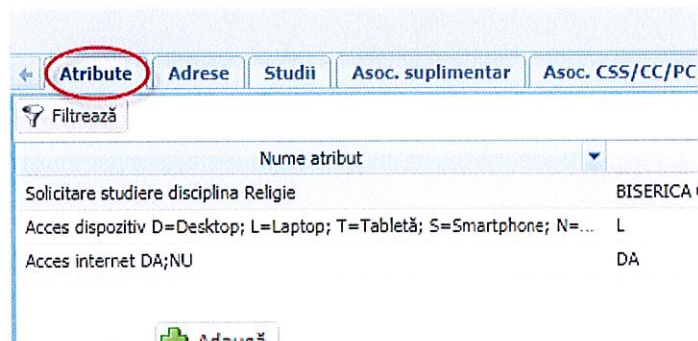 Atribute Adrese Studii Asoc. suplimentar Asoc. CSS/CC/PC
Filtrează
Nume atribut
Solicitare studiere disciplina Religie BISERICA
Acces dispozitiv D=Desktop; L=Laptop; T=Tabletă; S=Smartphone; N=... L
Acces internet DA;NU DA
Adaugă